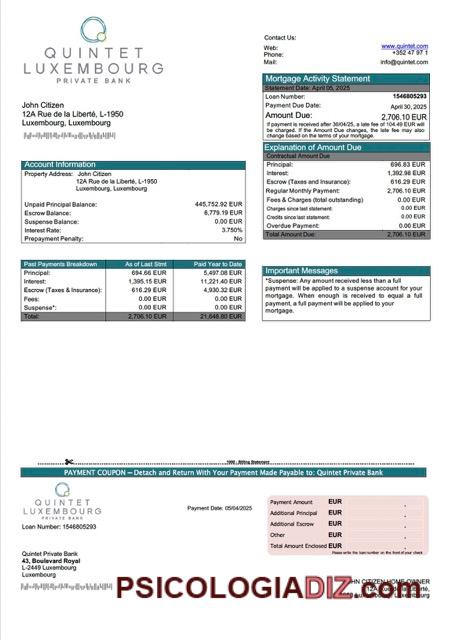 QUINTET
LUXEMBOURG
PRIVATE BANK
Contact Us:
Web: www.quintet.com
Phone: +352 47 97 1
Mail: info@quintet.com
Mortgage Activity Statement
Statement Date: April 05, 2025
Loan Number: 1546805293
Payment Due Date: April 30, 2025
Amount Due: 2,706.10 EUR
If payment is received after 30/04/25, a late fee of 104.49 EUR will
be charged. If the Amount Due changes, the late fee may also
change based on the terms of the mortgage contract.
John Citizen
12A Rue de la Liberté, L-1950
Luxembourg, Luxembourg
Explanation of Amount Due
Contractual Amount Due
Principal: 696.83 EUR
Interest: 1,392.98 EUR
Escrow (Taxes and Insurance): 616.29 EUR
Regular Monthly Payment: 2,706.10 EUR
Fees & Charges (total outstanding) 0.00 EUR
Charges since last statement: 0.00 EUR
Credits since last statement: 0.00 EUR
Overdue Payment: 0.00 EUR
Total Amount Due: 2,706.10 EUR
Account Information
Property Address: John Citizen
12A Rue de la Liberté, L-1950
Luxembourg, Luxembourg
Unpaid Principal Balance: 445,752.92 EUR
Escrow Balance: 6,779.19 EUR
Suspense Balance: 0.00 EUR
Interest Rate: 3.750%
Prepayment Penalty: No
Past Payments Breakdown As of Last Stmt Paid Year to Date
Principal: 694.66 EUR 5,497.08 EUR
Interest: 1,395.15 EUR 11,221.40 EUR
Escrow (Taxes & Insurance): 616.29 EUR 4,930.32 EUR
Fees: 0.00 EUR 0.00 EUR
Suspense*: 0.00 EUR 0.00 EUR
Total: 2,706.10 EUR 21,648.80 EUR
Important Messages
*Suspense: Any amount received less than a full
payment will be applied to a suspense account for your
mortgage. When enough is received to equal a full
payment, a full payment will be applied to your
mortgage.
Billing Statement
PAYMENT COUPON – Detach and Return With Your Payment Made Payable to: Quintet Private Bank
QUINTET
LUXEMBOURG
PRIVATE BANK
Loan Number: 1546805293
Payment Date: 05/04/2025
Payment Amount EUR
Additional Principal EUR
Additional Escrow EUR
Other EUR
Total Amount Enclosed EUR
Please write the loan number on the front of your check
Quintet Private Bank
43, Boulevard Royal
L-2449 Luxembourg
Luxembourg
JOHN CITIZEN HOME OWNER
PSICOLOGIADIZ.com